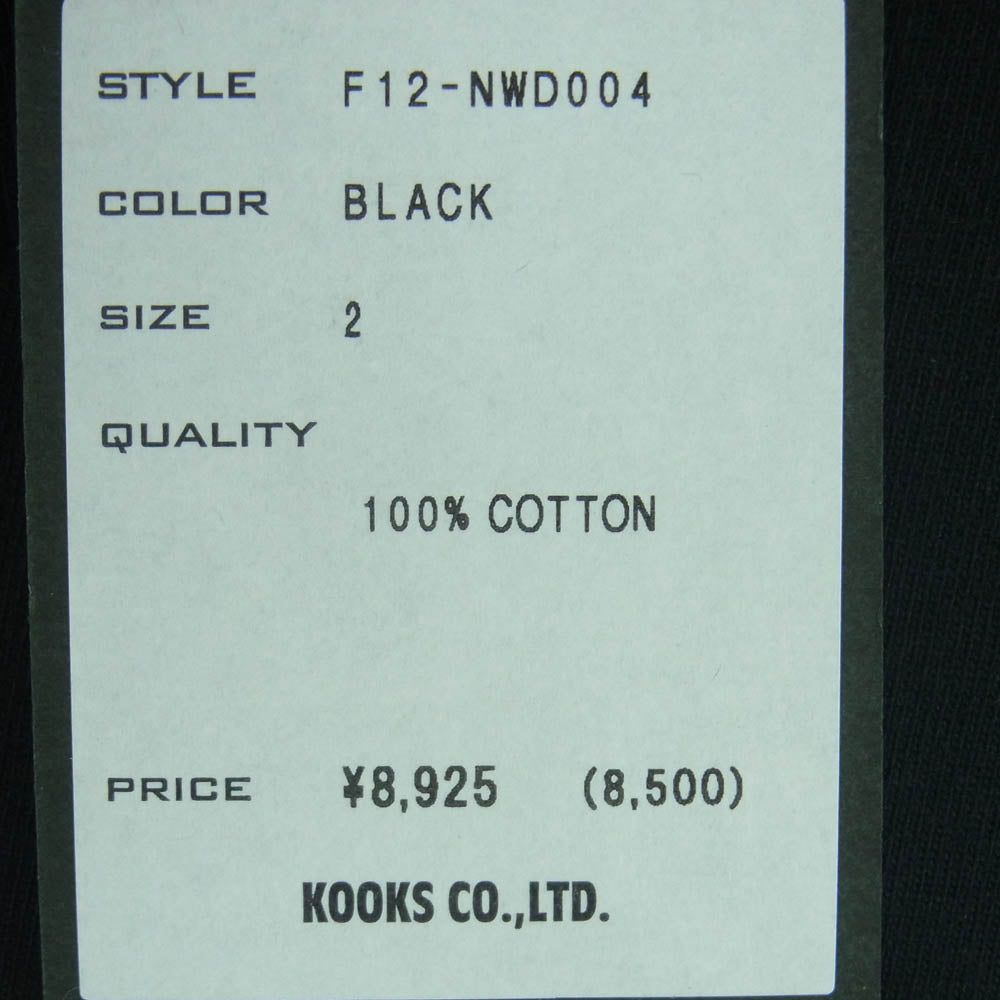 STYLE F12-NWD004
COLOR BLACK
SIZE 2
QUALITY
100% COTTON
PRICE ¥8,925 (8,500)
KOOKS CO.,LTD.